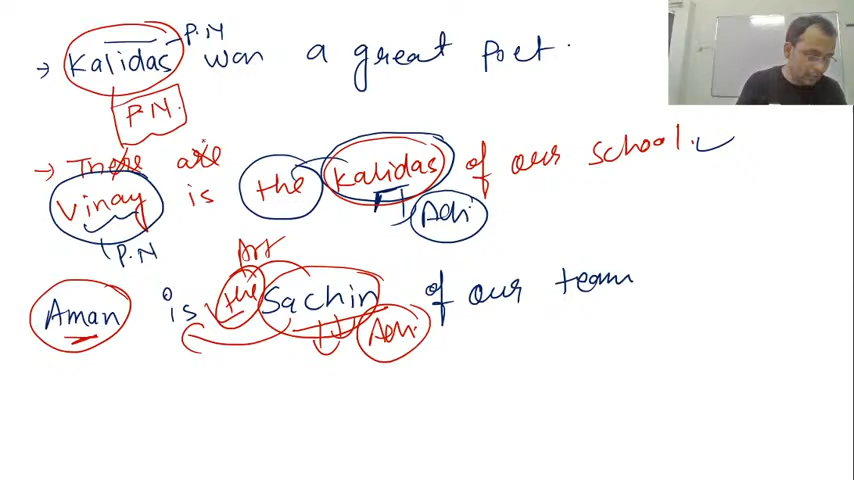 P.N
→ Kalidas was a great Poet.
P.N.
→ There are
Vinay is the Kalidas of our school.
Adj.
P.N
Art
Aman is the Sachin of our team
Adj.